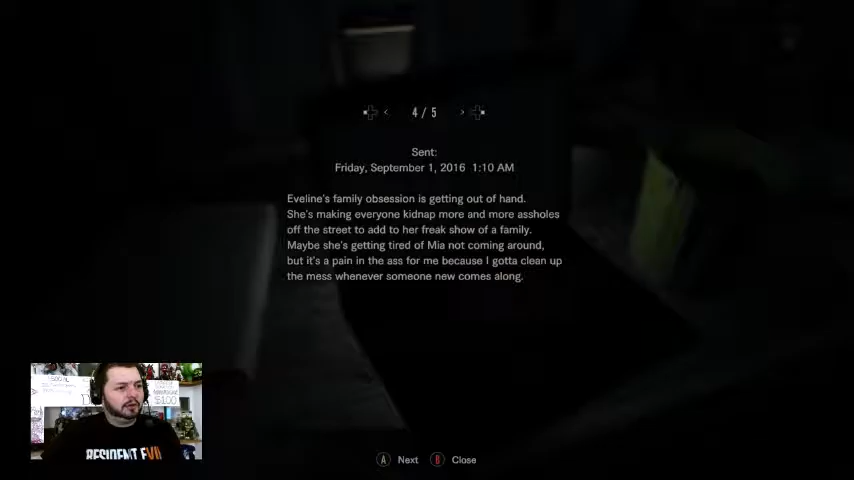 < 4 / 5 >
Sent:
Friday, September 1, 2016 1:10 AM
Eveline's family obsession is getting out of hand.
She's making everyone kidnap more and more assholes
off the street to add to her freak show of a family.
Maybe she's getting tired of Mia not coming around,
but it's a pain in the ass for me because I gotta clean up
the mess whenever someone new comes along.
$100
RESIDENT EVIL
A Next B Close